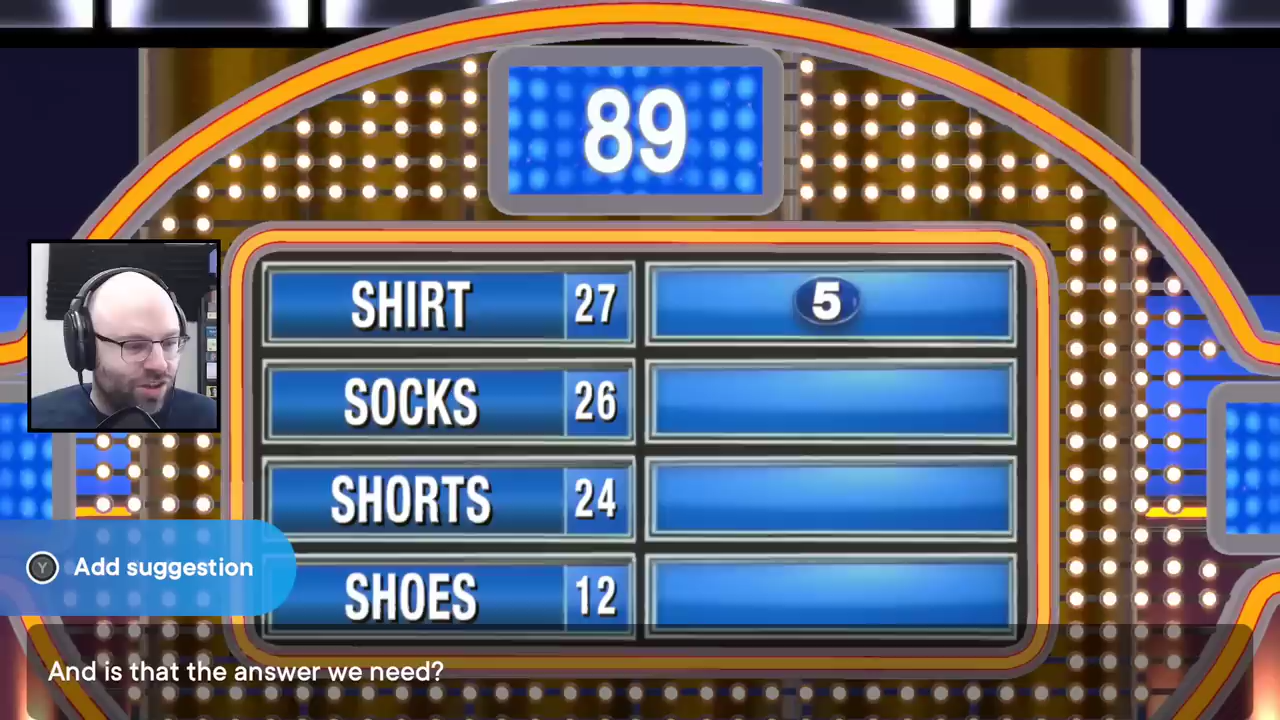 89
SHIRT 27
5
SOCKS 26
SHORTS 24
SHOES 12
Y Add suggestion
And is that the answer we need?